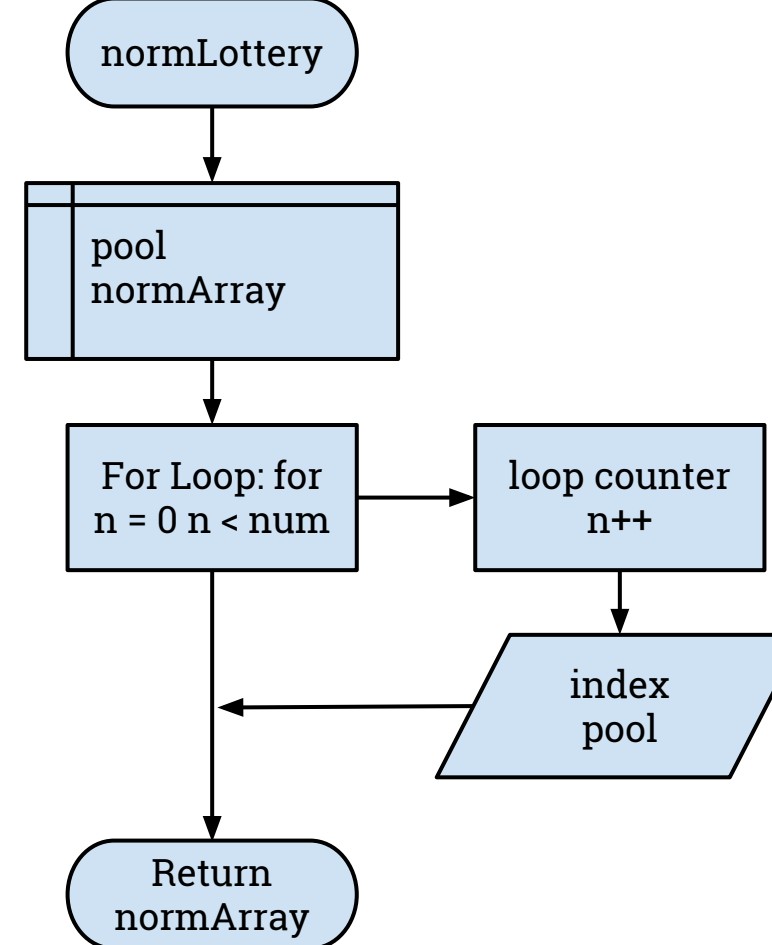 normLottery
pool
normArray
For Loop: for
n = 0 n < num
loop counter
n++
index
pool
Return
normArray